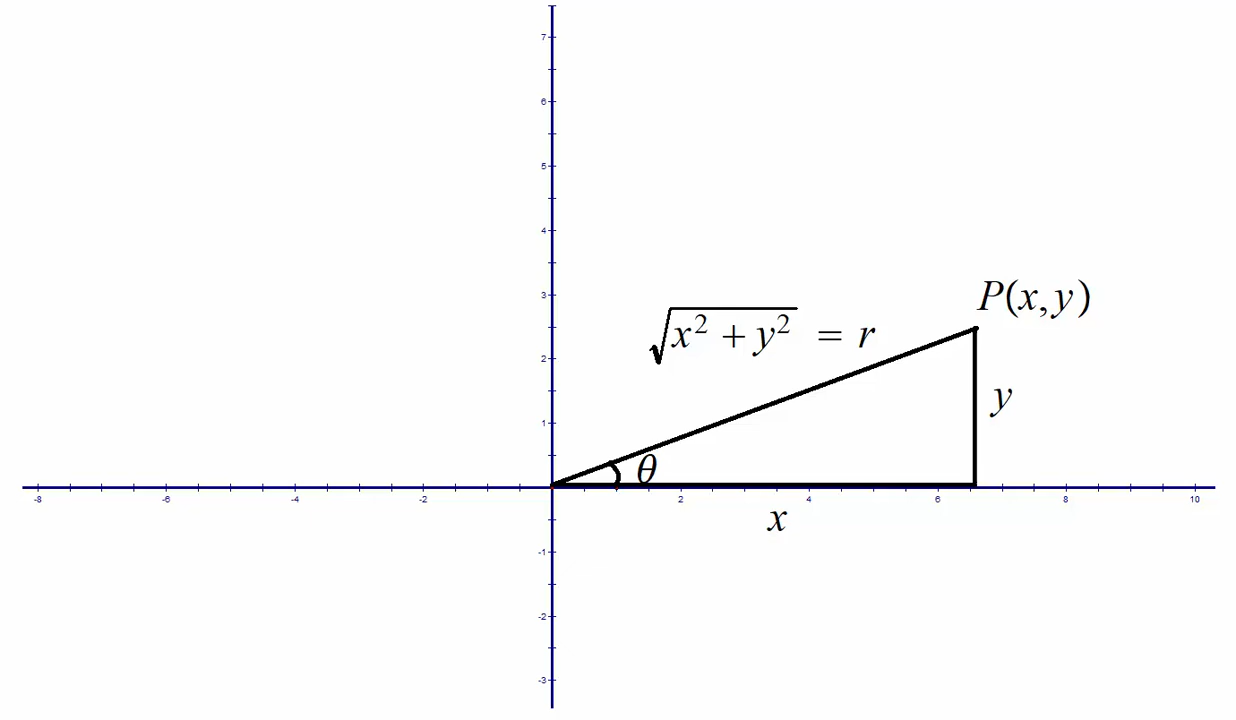 7
6
5
4
3
P(x,y)
√(x² + y²) = r
2
y
1
θ
-8 -6 -4 -2 2 4 6 8 10
x
-1
-2
-3